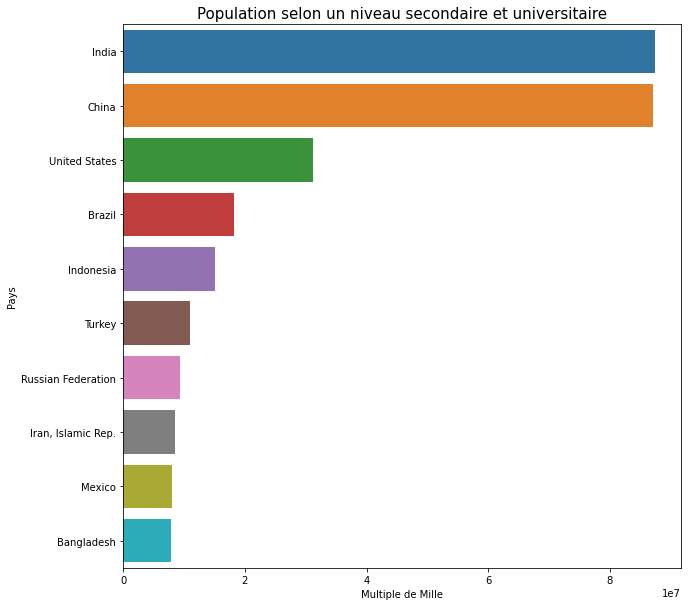 Population selon un niveau secondaire et universitaire
India
China
United States
Brazil
Indonesia
Pays
Turkey
Russian Federation
Iran, Islamic Rep.
Mexico
Bangladesh
0 2 4 6 8
Multiple de Mille 1e7